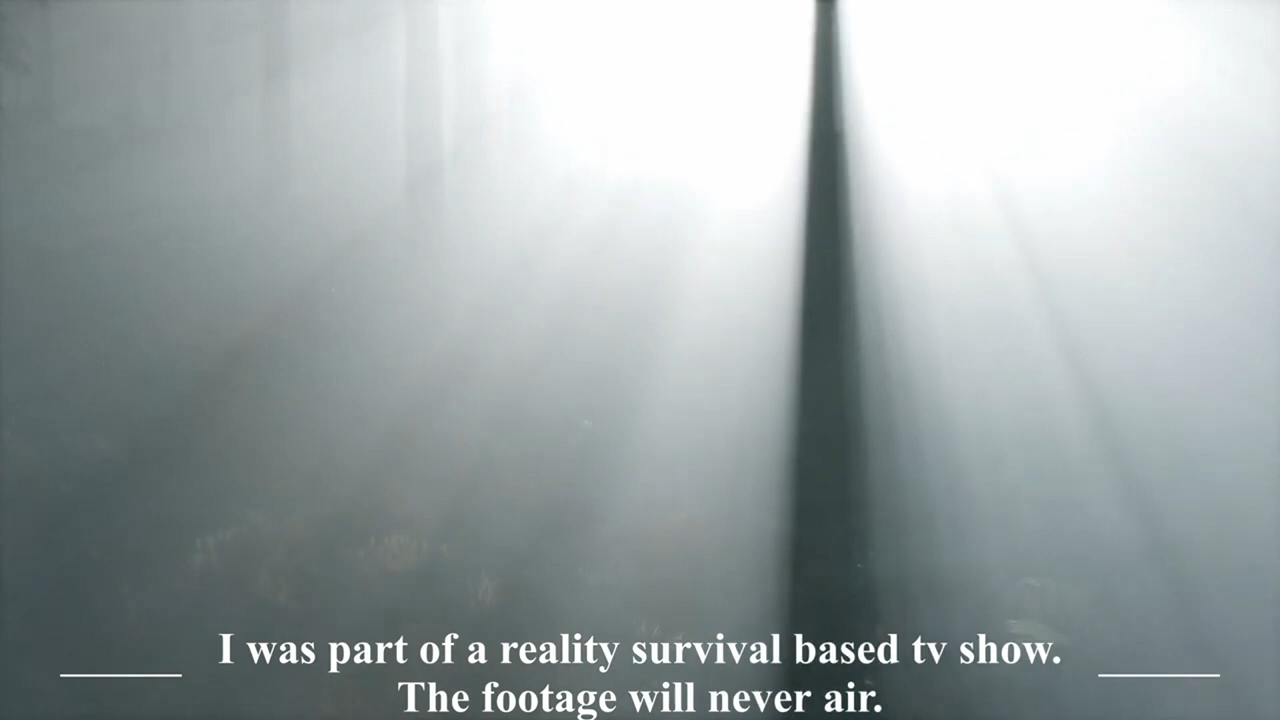 I was part of a reality survival based tv show.
The footage will never air.